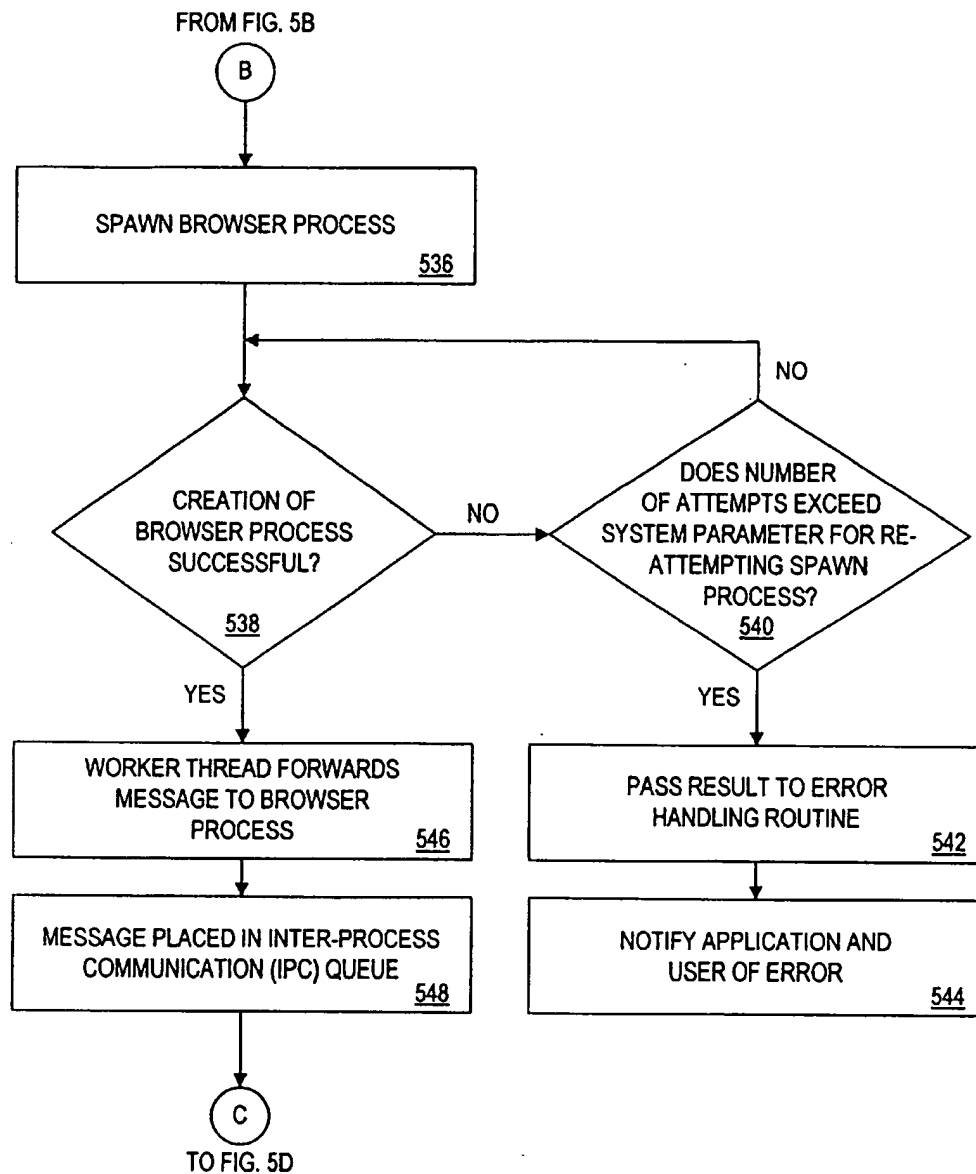 FROM FIG. 5B
B
SPAWN BROWSER PROCESS
536
NO
CREATION OF
BROWSER PROCESS
SUCCESSFUL?
538
NO
DOES NUMBER
OF ATTEMPTS EXCEED
SYSTEM PARAMETER FOR RE-
ATTEMPTING SPAWN
PROCESS?
540
YES
YES
WORKER THREAD FORWARDS
MESSAGE TO BROWSER
PROCESS
546
PASS RESULT TO ERROR
HANDLING ROUTINE
542
MESSAGE PLACED IN INTER-PROCESS
COMMUNICATION (IPC) QUEUE
548
NOTIFY APPLICATION AND
USER OF ERROR
544
C
TO FIG. 5D